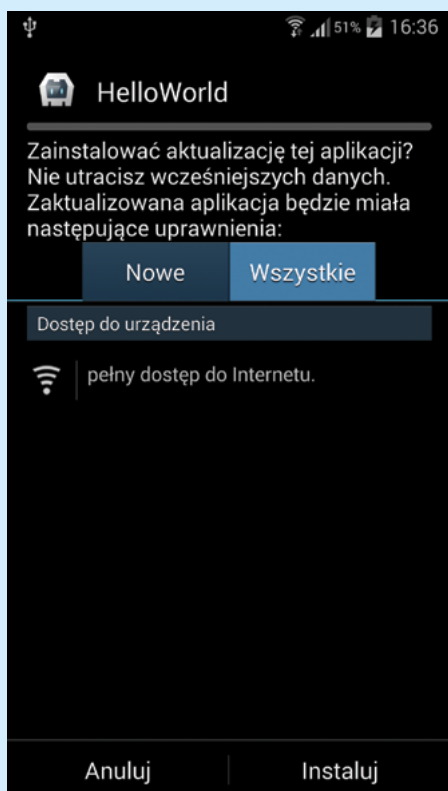 51% 16:36
HelloWorld
Zainstalować aktualizację tej aplikacji?
Nie utracisz wcześniejszych danych.
Zaktualizowana aplikacja będzie miała
następujące uprawnienia:
Nowe Wszystkie
Dostęp do urządzenia
pełny dostęp do Internetu.
Anuluj Instaluj